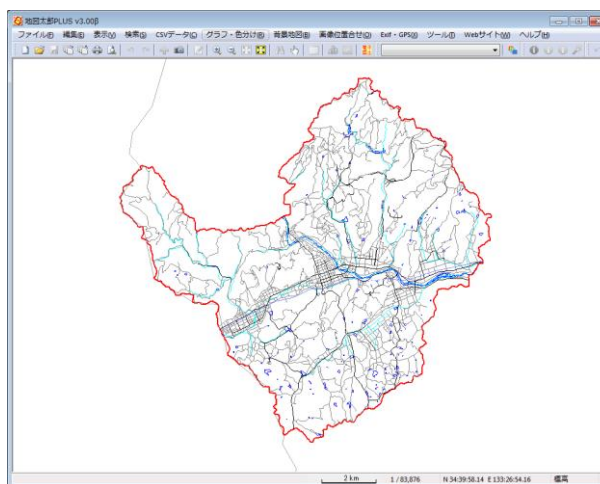 地図太郎PLUS v3.00β
ファイル(F) 編集(E) 表示(V) 検索(S) CSVデータ(C) グラフ・色分け(R) 背景地図(B) 画像位置合せ(O) Exif・GPS(X) ツール(T) Webサイト(W) ヘルプ(H)
2 km 1 / 83,876 N 34:39:58.14 E 133:26:54.16 標高